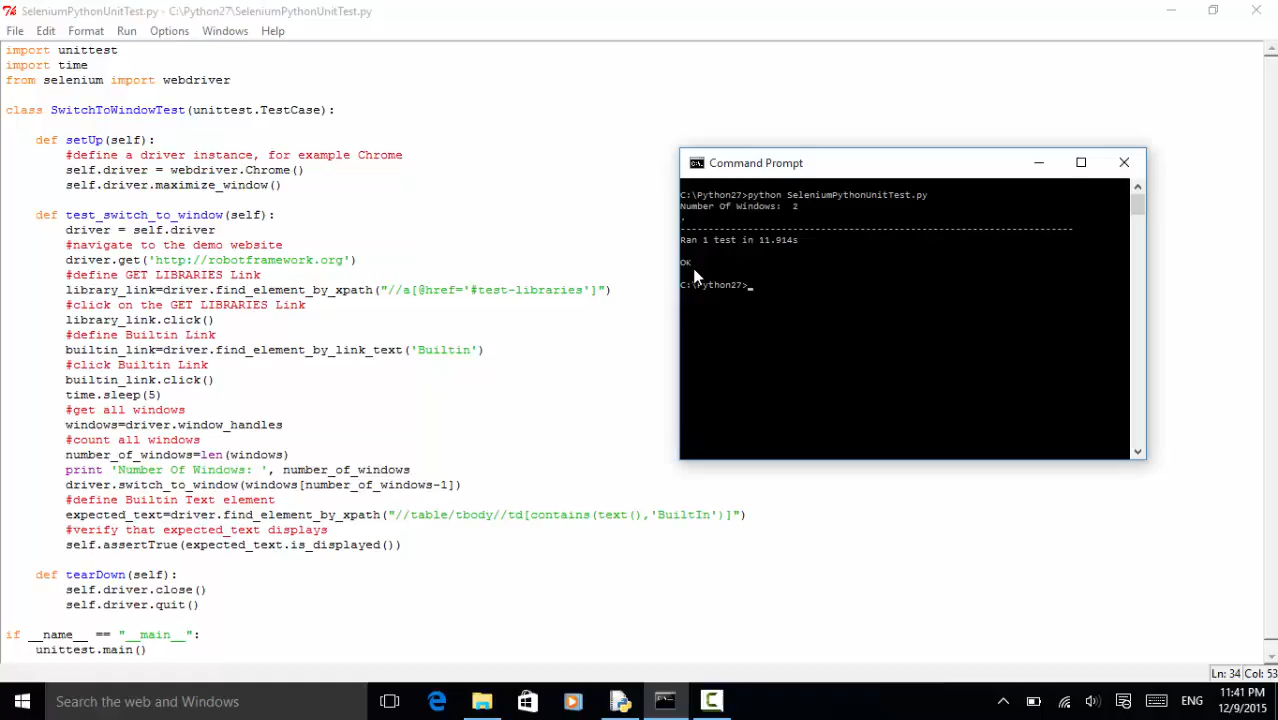 SeleniumPythonUnitTest.py - C:\Python27\SeleniumPythonUnitTest.py
File Edit Format Run Options Windows Help
import unittest
import time
from selenium import webdriver
class SwitchToWindowTest(unittest.TestCase):
def setUp(self):
#define a driver instance, for example Chrome
self.driver = webdriver.Chrome()
self.driver.maximize_window()
def test_switch_to_window(self):
driver = self.driver
#navigate to the demo website
driver.get('http://robotframework.org')
#define GET LIBRARIES Link
library_link=driver.find_element_by_xpath("//a[@href='#test-libraries']")
#click on the GET LIBRARIES Link
library_link.click()
#define Builtin Link
builtin_link=driver.find_element_by_link_text('Builtin')
#click Builtin Link
builtin_link.click()
time.sleep(5)
#get all windows
windows=driver.window_handles
#count all windows
number_of_windows=len(windows)
print 'Number Of Windows: ', number_of_windows
driver.switch_to_window(windows[number_of_windows-1])
#define Builtin Text element
expected_text=driver.find_element_by_xpath("//table/tbody//td[contains(text(),'BuiltIn')]")
#verify that expected_text displays
self.assertTrue(expected_text.is_displayed())
def tearDown(self):
self.driver.close()
self.driver.quit()
if __name__ == "__main__":
unittest.main()
Command Prompt
C:\Python27>python SeleniumPythonUnitTest.py
Number Of Windows:  2
.
----------------------------------------------------------------------
Ran 1 test in 11.914s
OK
C:\Python27>_
Ln: 34 Col: 53
Search the web and Windows
ENG
11:41 PM
12/9/2015